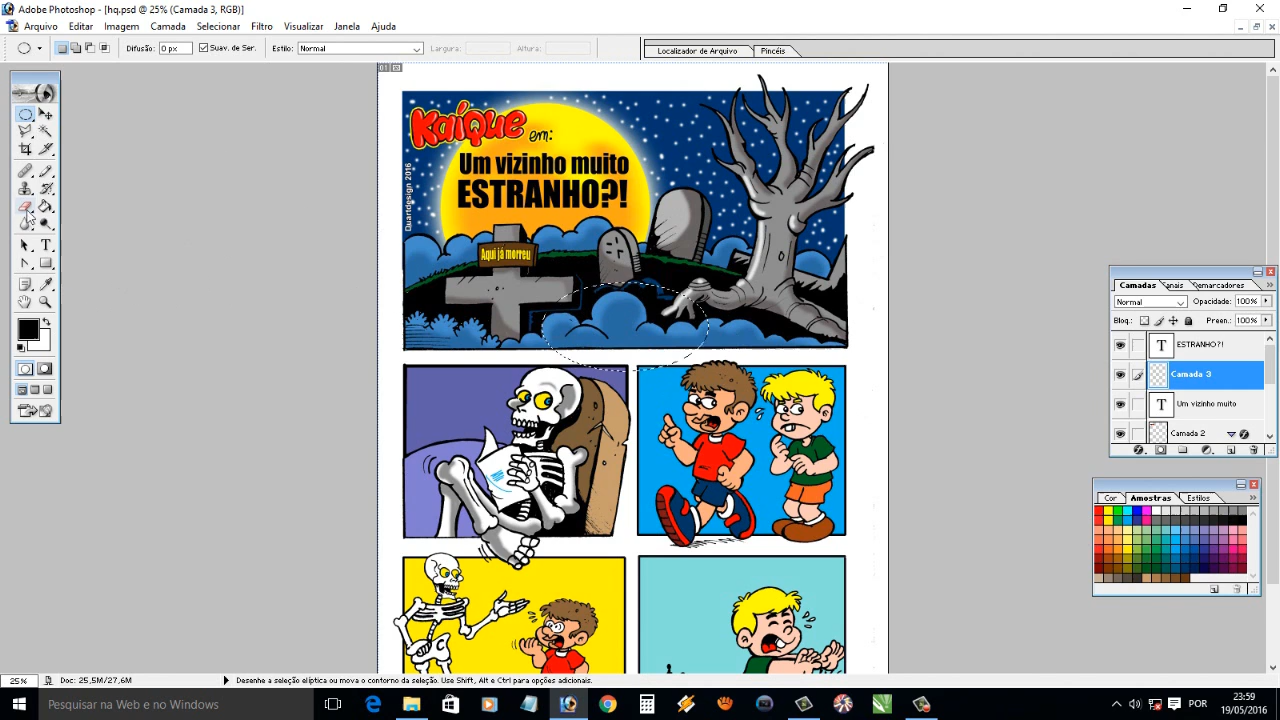 Adobe Photoshop - [hq.psd @ 25% (Camada 3, RGB)]
Arquivo Editar Imagem Camada Selecionar Filtro Visualizar Janela Ajuda
Difusão: 0 px Suav. de Ser. Estilo: Normal Largura: Altura: Localizador de Arquivo Pincéis
Kaíque em:
Um vizinho muito
ESTRANHO?!
Quartdesign 2016
Aqui já morreu
Camadas anais Demarcadores
Normal Opacidade: 100%
Bloq.: Preen.: 100%
T ESTRANHO?!
Camada 3
T Um vizinho muito
Camada 2
Cor Amostras Estilos
25% Doc: 25,5M/27,6M Desenhe a seleção elíptica ou mova o contorno da seleção. Use Shift, Alt e Ctrl para opções adicionais.
Pesquisar na Web e no Windows
POR
23:59
19/05/2016